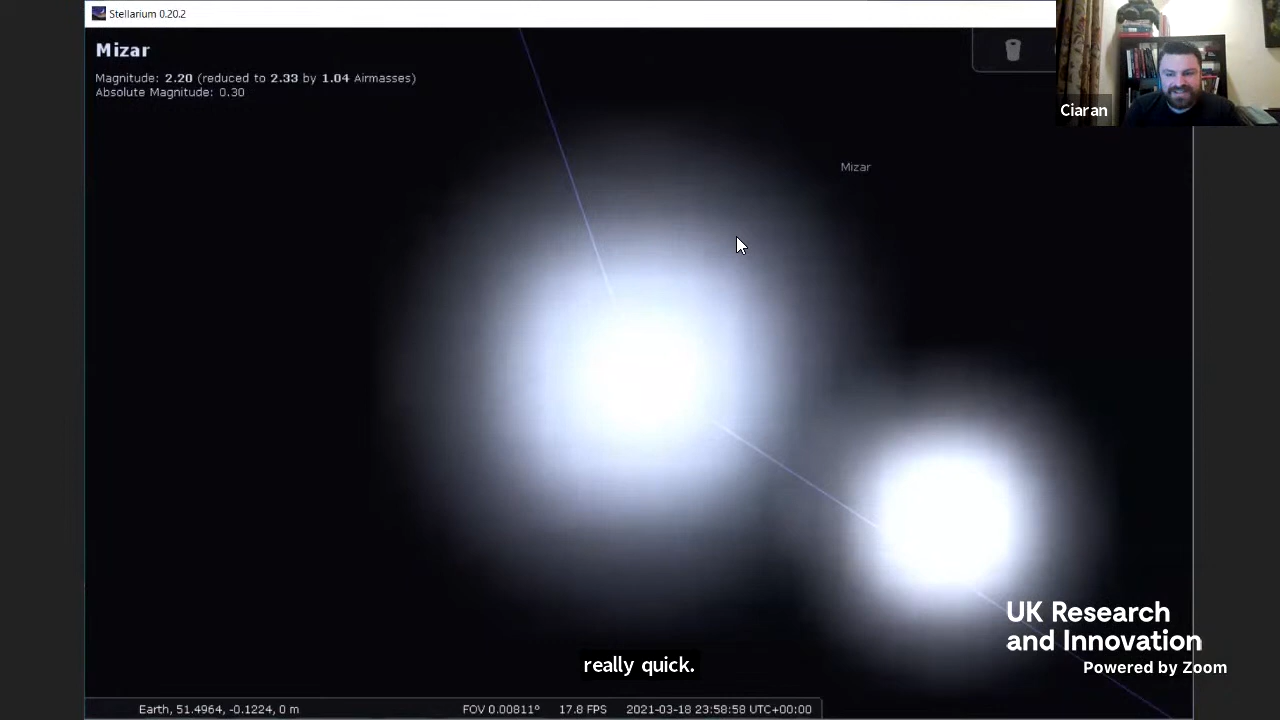 Stellarium 0.20.2
Mizar
Magnitude: 2.20 (reduced to 2.33 by 1.04 Airmasses)
Absolute Magnitude: 0.30
Ciaran
Mizar
UK Research
and Innovation
really quick.
Powered by Zoom
Earth, 51.4964, -0.1224, 0 m FOV 0.00811° 17.8 FPS 2021-03-18 23:58:58 UTC+00:00